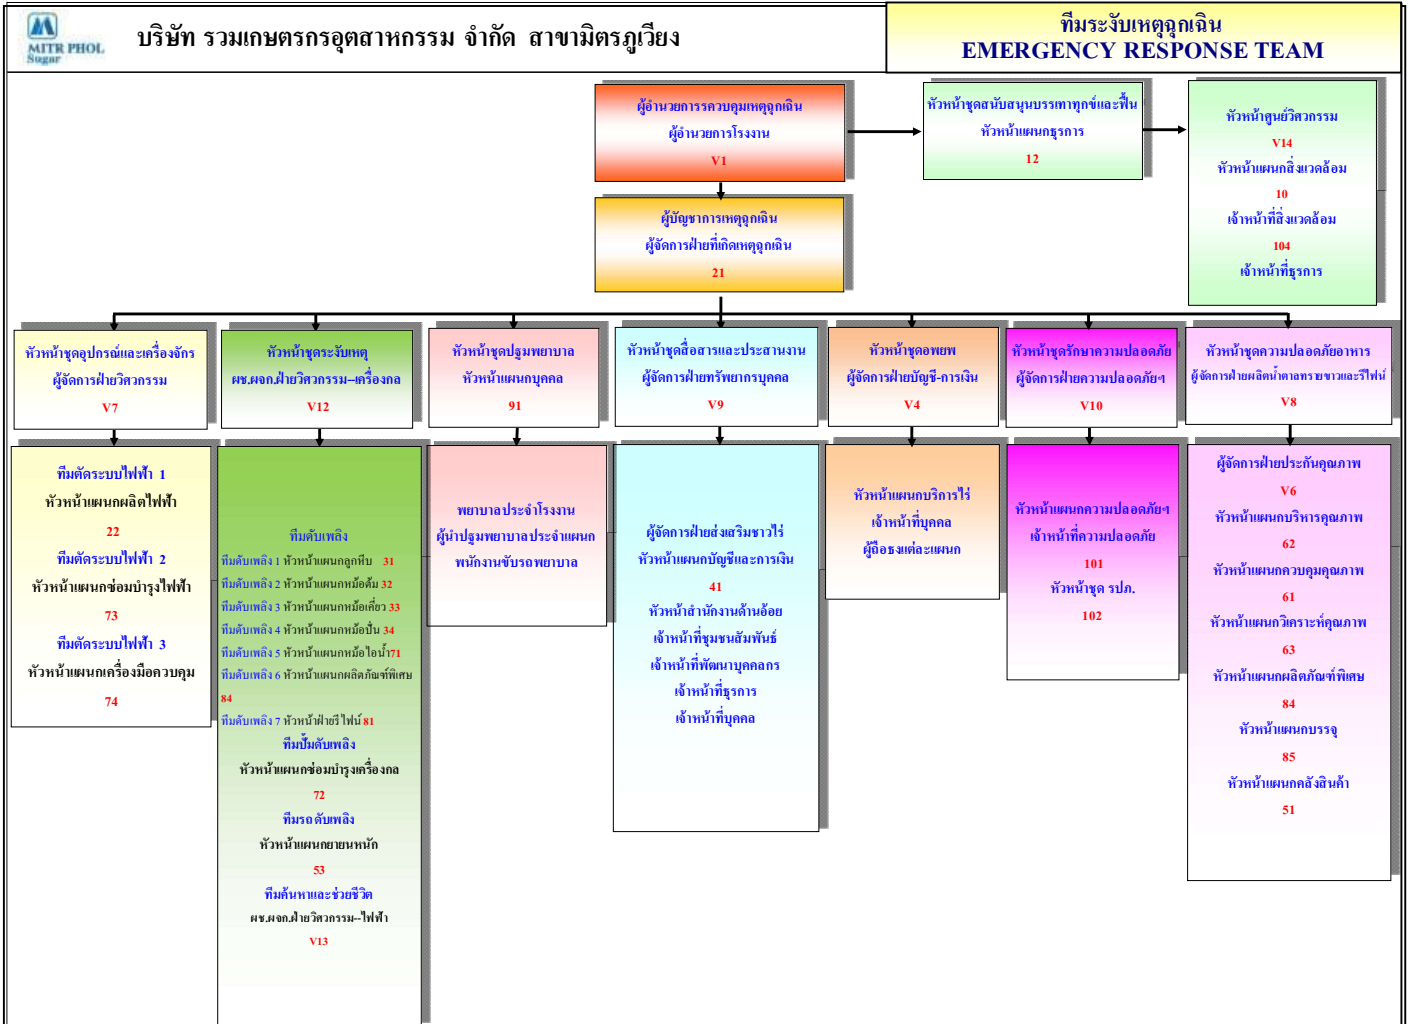 MITR PHOL
Sugar
บริษัท รวมเกษตรกรอุตสาหกรรม จำกัด สาขามิตรภูเวียง
ทีมระงับเหตุฉุกเฉิน
EMERGENCY RESPONSE TEAM
ผู้อำนวยการรควบคุมเหตุฉุกเฉิน
ผู้อำนวยการโรงงาน
V1
หัวหน้าชุดสนับสนุนบรรเทาทุกข์และฟื้น
หัวหน้าแผนกธุรการ
12
หัวหน้าศูนย์วิศวกรรม
V14
หัวหน้าแผนกสิ่งแวดล้อม
10
เจ้าหน้าที่สิ่งแวดล้อม
104
เจ้าหน้าที่ธุรการ
ผู้บัญชาการเหตุฉุกเฉิน
ผู้จัดการฝ่ายที่เกิดเหตุฉุกเฉิน
21
หัวหน้าชุดอุปกรณ์และเครื่องจักร
ผู้จัดการฝ่ายวิศวกรรม
V7
หัวหน้าชุดระงับเหตุ
ผช.ผจก.ฝ่ายวิศวกรรม–เครื่องกล
V12
หัวหน้าชุดปฐมพยาบาล
หัวหน้าแผนกบุคคล
91
หัวหน้าชุดสื่อสารและประสานงาน
ผู้จัดการฝ่ายทรัพยากรบุคคล
V9
หัวหน้าชุดอพยพ
ผู้จัดการฝ่ายบัญชี-การเงิน
V4
หัวหน้าชุดรักษาความปลอดภัย
ผู้จัดการฝ่ายความปลอดภัยฯ
V10
หัวหน้าชุดความปลอดภัยอาหาร
ผู้จัดการฝ่ายผลิตน้ำตาลทรายขาวและรีไฟน์
V8
ทีมตัดระบบไฟฟ้า 1
หัวหน้าแผนกผลิตไฟฟ้า
22
ทีมตัดระบบไฟฟ้า 2
หัวหน้าแผนกซ่อมบำรุงไฟฟ้า
73
ทีมตัดระบบไฟฟ้า 3
หัวหน้าแผนกเครื่องมือควบคุม
74
ทีมดับเพลิง
ทีมดับเพลิง 1 หัวหน้าแผนกลูกหีบ 31
ทีมดับเพลิง 2 หัวหน้าแผนกหม้อต้ม 32
ทีมดับเพลิง 3 หัวหน้าแผนกหม้อเคี่ยว 33
ทีมดับเพลิง 4 หัวหน้าแผนกหม้อปั่น 34
ทีมดับเพลิง 5 หัวหน้าแผนกหม้อไอน้ำ71
ทีมดับเพลิง 6 หัวหน้าแผนกผลิตภัณฑ์พิเศษ
84
ทีมดับเพลิง 7 หัวหน้าฝ่ายรีไฟน์ 81
ทีมปั๊มดับเพลิง
หัวหน้าแผนกซ่อมบำรุงเครื่องกล
72
ทีมรถดับเพลิง
หัวหน้าแผนกยายนหนัก
53
ทีมค้นหาและช่วยชีวิต
ผช.ผจก.ฝ่ายวิศวกรรม--ไฟฟ้า
V13
พยาบาลประจำโรงงาน
ผู้นำปฐมพยาบาลประจำแผนก
พนักงานขับรถพยาบาล
ผู้จัดการฝ่ายส่งเสริมชาวไร่
หัวหน้าแผนกบัญชีและการเงิน
41
หัวหน้าสำนักงานด้านอ้อย
เจ้าหน้าที่ชุมชนสัมพันธ์
เจ้าหน้าที่พัฒนาบุคคลกร
เจ้าหน้าที่ธุรการ
เจ้าหน้าที่บุคคล
หัวหน้าแผนกบริการไร่
เจ้าหน้าที่บุคคล
ผู้ถือธงแต่ละแผนก
หัวหน้าแผนกความปลอดภัยฯ
เจ้าหน้าที่ความปลอดภัย
101
หัวหน้าชุด รปภ.
102
ผู้จัดการฝ่ายประกันคุณภาพ
V6
หัวหน้าแผนกบริหารคุณภาพ
62
หัวหน้าแผนกควบคุมคุณภาพ
61
หัวหน้าแผนกวิเคราะห์คุณภาพ
63
หัวหน้าแผนกผลิตภัณฑ์พิเศษ
84
หัวหน้าแผนกบรรจุ
85
หัวหน้าแผนกคลังสินค้า
51